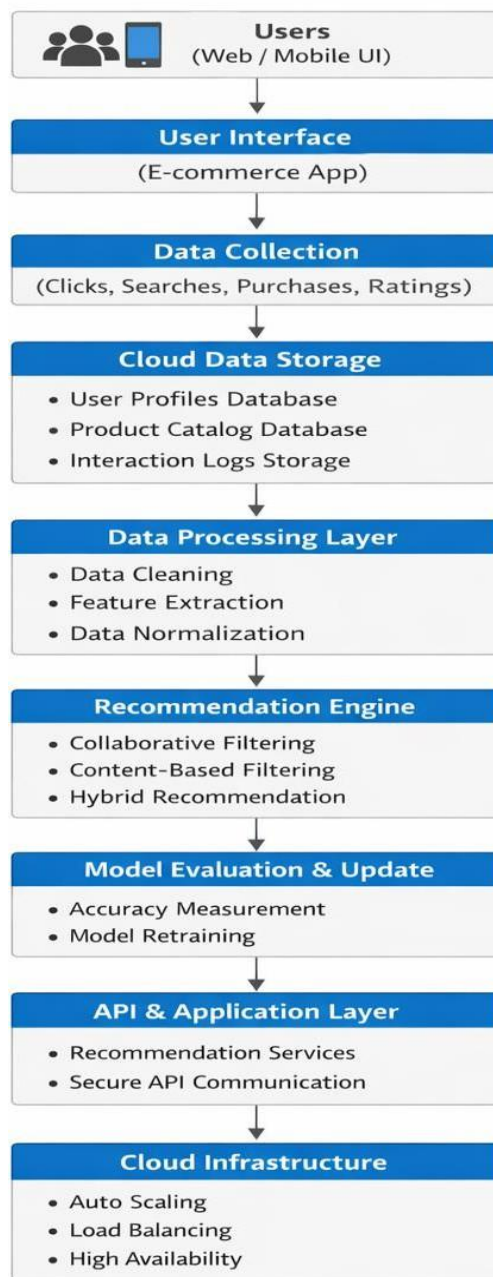 Users
(Web / Mobile UI)
User Interface
(E-commerce App)
Data Collection
(Clicks, Searches, Purchases, Ratings)
Cloud Data Storage
• User Profiles Database
• Product Catalog Database
• Interaction Logs Storage
Data Processing Layer
• Data Cleaning
• Feature Extraction
• Data Normalization
Recommendation Engine
• Collaborative Filtering
• Content-Based Filtering
• Hybrid Recommendation
Model Evaluation & Update
• Accuracy Measurement
• Model Retraining
API & Application Layer
• Recommendation Services
• Secure API Communication
Cloud Infrastructure
• Auto Scaling
• Load Balancing
• High Availability